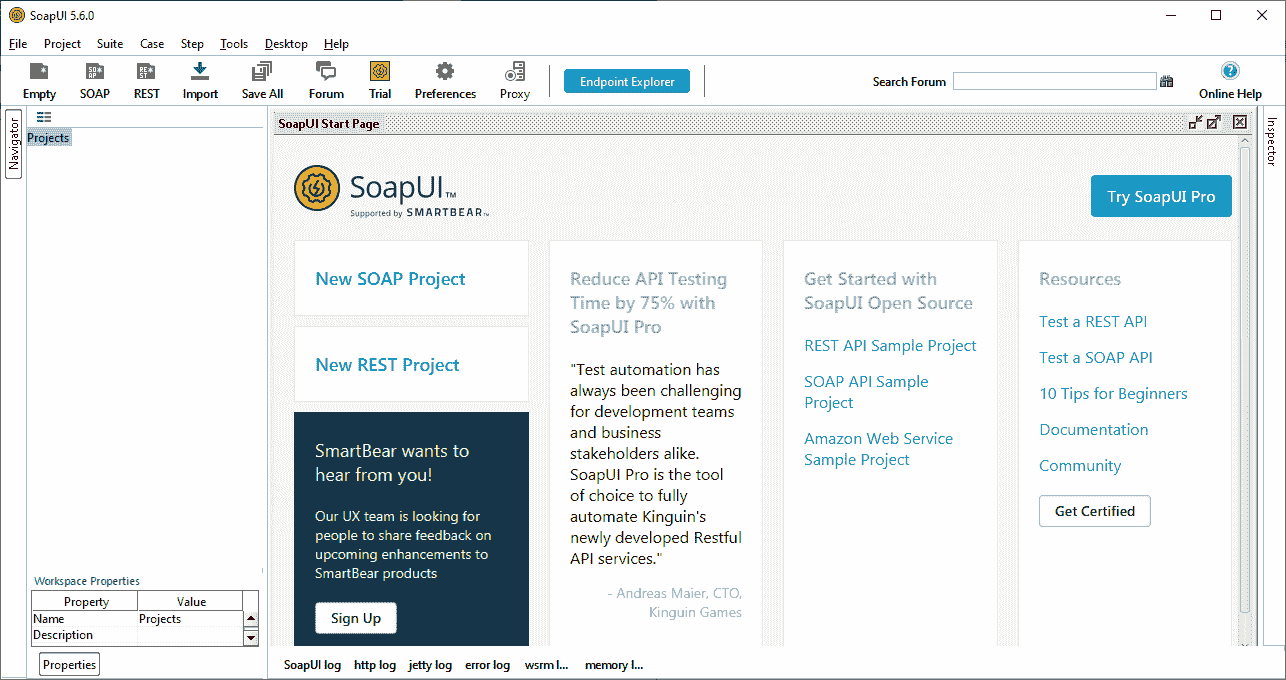 SoapUI 5.6.0
File Project Suite Case Step Tools Desktop Help
Empty SOAP REST Import Save All Forum Trial Preferences Proxy Endpoint Explorer Search Forum Online Help
Navigator
Projects
SoapUI Start Page
Inspector
SoapUI™
Supported by SMARTBEAR™
Try SoapUI Pro
New SOAP Project
New REST Project
SmartBear wants to
hear from you!
Our UX team is looking for
people to share feedback on
upcoming enhancements to
SmartBear products
Sign Up
Reduce API Testing
Time by 75% with
SoapUI Pro
"Test automation has
always been challenging
for development teams
and business
stakeholders alike.
SoapUI Pro is the tool
of choice to fully
automate Kinguin's
newly developed Restful
API services."
- Andreas Maier, CTO,
Kinguin Games
Get Started with
SoapUI Open Source
REST API Sample Project
SOAP API Sample
Project
Amazon Web Service
Sample Project
Resources
Test a REST API
Test a SOAP API
10 Tips for Beginners
Documentation
Community
Get Certified
Workspace Properties
Property Value
Name Projects
Description
Properties
SoapUI log http log jetty log error log wsrm l... memory l...